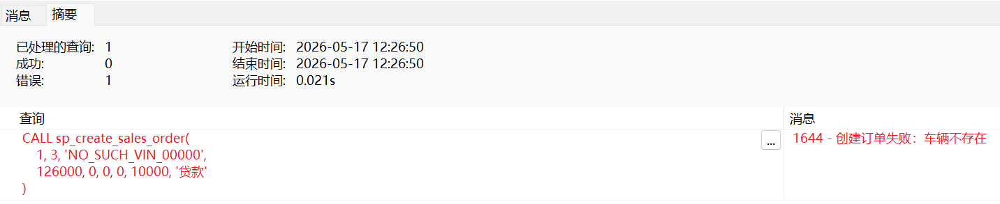 消息 摘要
已处理的查询: 1 开始时间: 2026-05-17 12:26:50
成功: 0 结束时间: 2026-05-17 12:26:50
错误: 1 运行时间: 0.021s
查询 消息
CALL sp_create_sales_order( ... 1644 - 创建订单失败：车辆不存在
1, 3, 'NO_SUCH_VIN_00000',
126000, 0, 0, 0, 10000, '贷款'
)